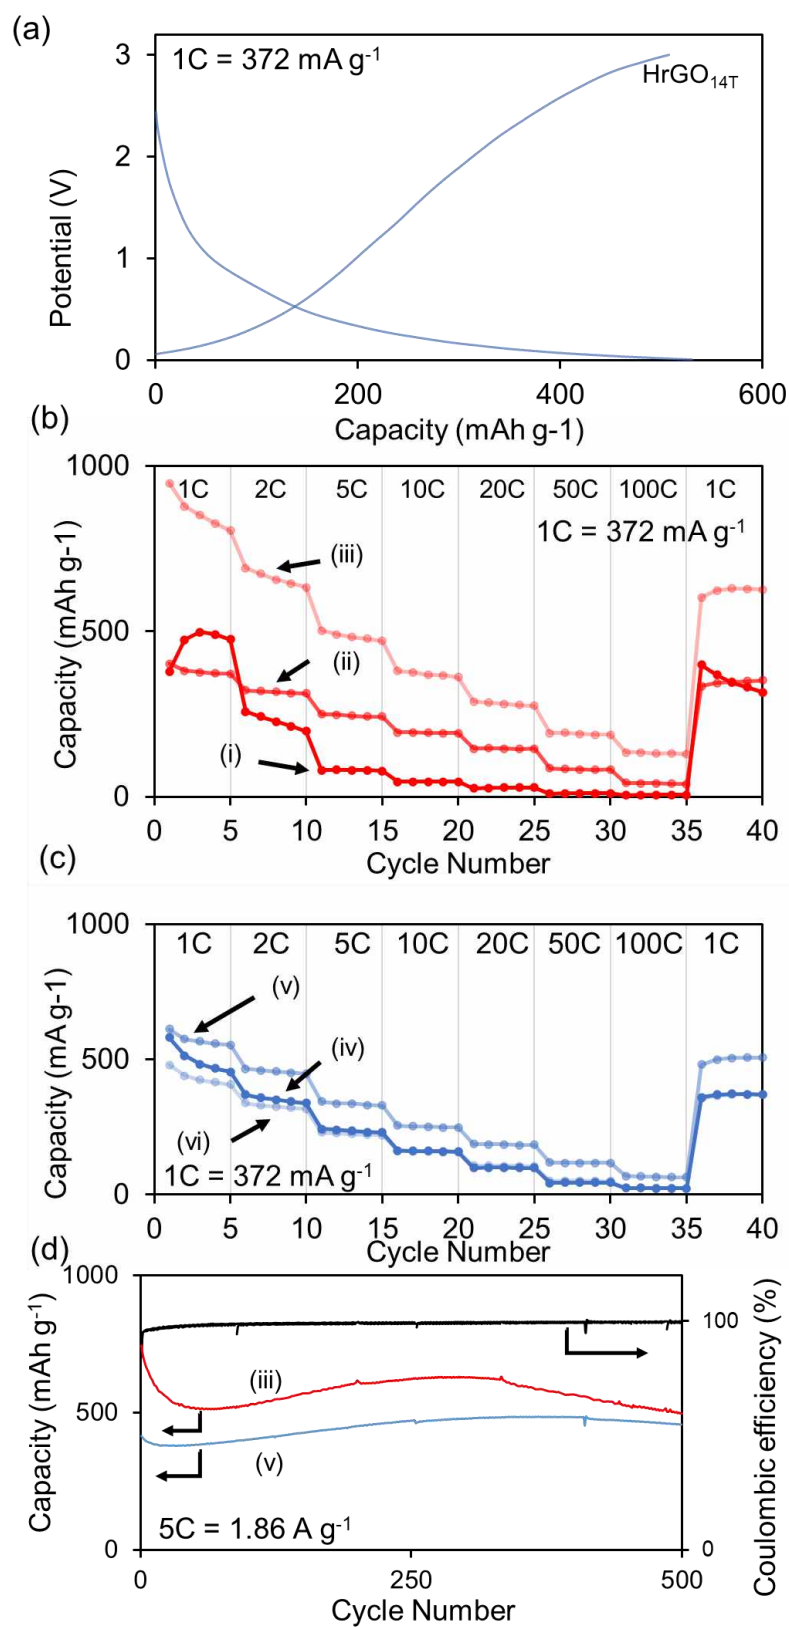 (a)
1C = 372 mA g-1
HrGO14T
Potential (V)
3
2
1
0
0 200 400 600
Capacity (mAh g-1)
(b)
1C 2C 5C 10C 20C 50C 100C 1C
1C = 372 mA g-1
(iii)
(ii)
(i)
Capacity (mAh g-1)
1000
500
0
0 5 10 15 20 25 30 35 40
Cycle Number
(c)
1C 2C 5C 10C 20C 50C 100C 1C
(v)
(iv)
(vi)
1C = 372 mA g-1
Capacity (mA g-1)
1000
500
0
0 5 10 15 20 25 30 35 40
Cycle Number
(d)
(iii)
(v)
5C = 1.86 A g-1
Capacity (mAh g-1)
1000
500
0
100
0
Coulombic efficiency (%)
0 250 500
Cycle Number